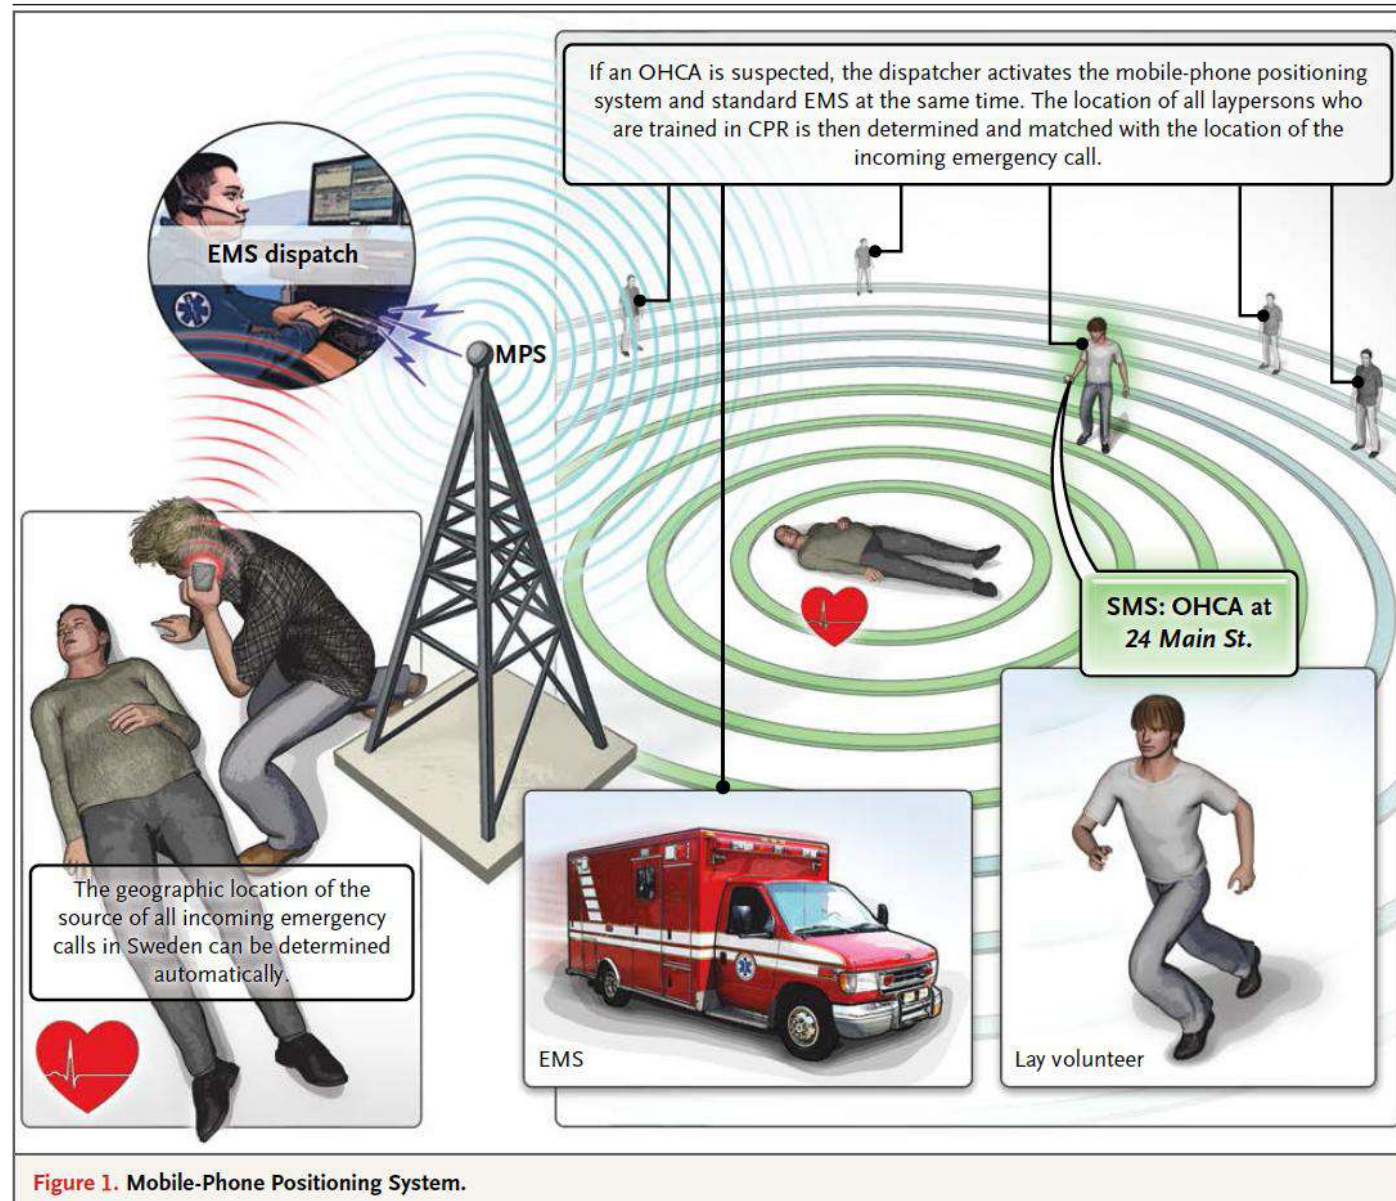 If an OHCA is suspected, the dispatcher activates the mobile-phone positioning
system and standard EMS at the same time. The location of all laypersons who
are trained in CPR is then determined and matched with the location of the
incoming emergency call.
EMS dispatch
MPS
SMS: OHCA at
24 Main St.
The geographic location of the
source of all incoming emergency
calls in Sweden can be determined
automatically.
EMS
Lay volunteer
Figure 1. Mobile-Phone Positioning System.